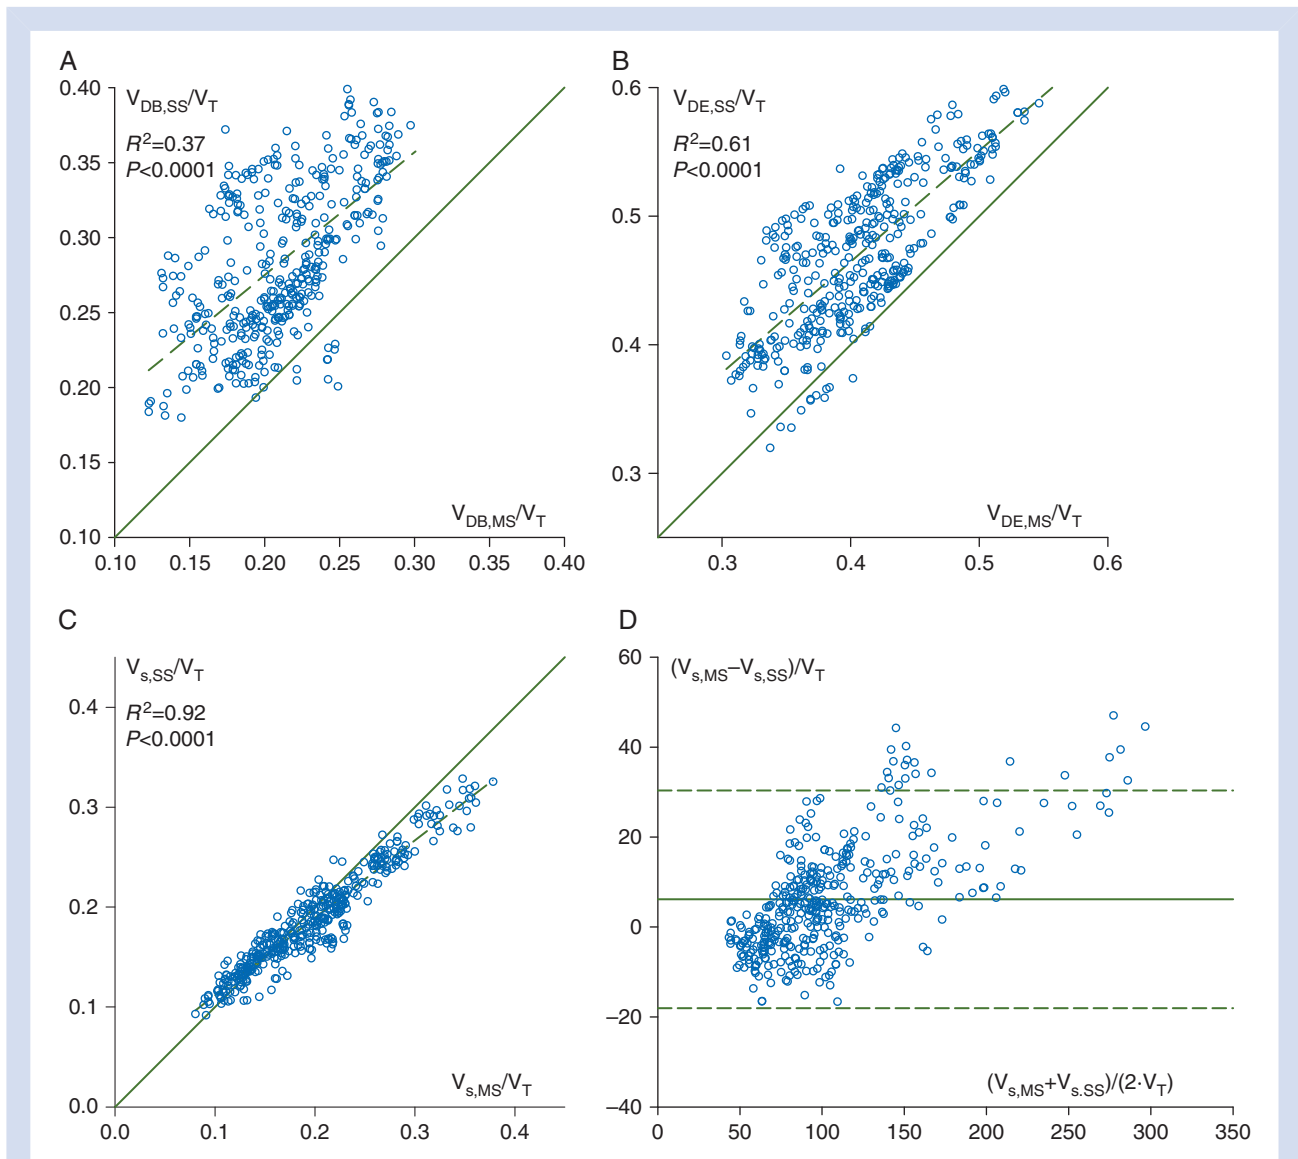 A
V_DB,SS/V_T
R²=0.37
P<0.0001
0.40
0.35
0.30
0.25
0.20
0.15
0.10
V_DB,MS/V_T
0.10 0.15 0.20 0.25 0.30 0.35 0.40
B
V_DE,SS/V_T
R²=0.61
P<0.0001
0.6
0.5
0.4
0.3
V_DE,MS/V_T
0.3 0.4 0.5 0.6
C
V_s,SS/V_T
R²=0.92
P<0.0001
0.4
0.3
0.2
0.1
0.0
V_s,MS/V_T
0.0 0.1 0.2 0.3 0.4
D
(V_s,MS–V_s,SS)/V_T
60
40
20
0
–20
–40
(V_s,MS+V_s.SS)/(2·V_T)
0 50 100 150 200 250 300 350